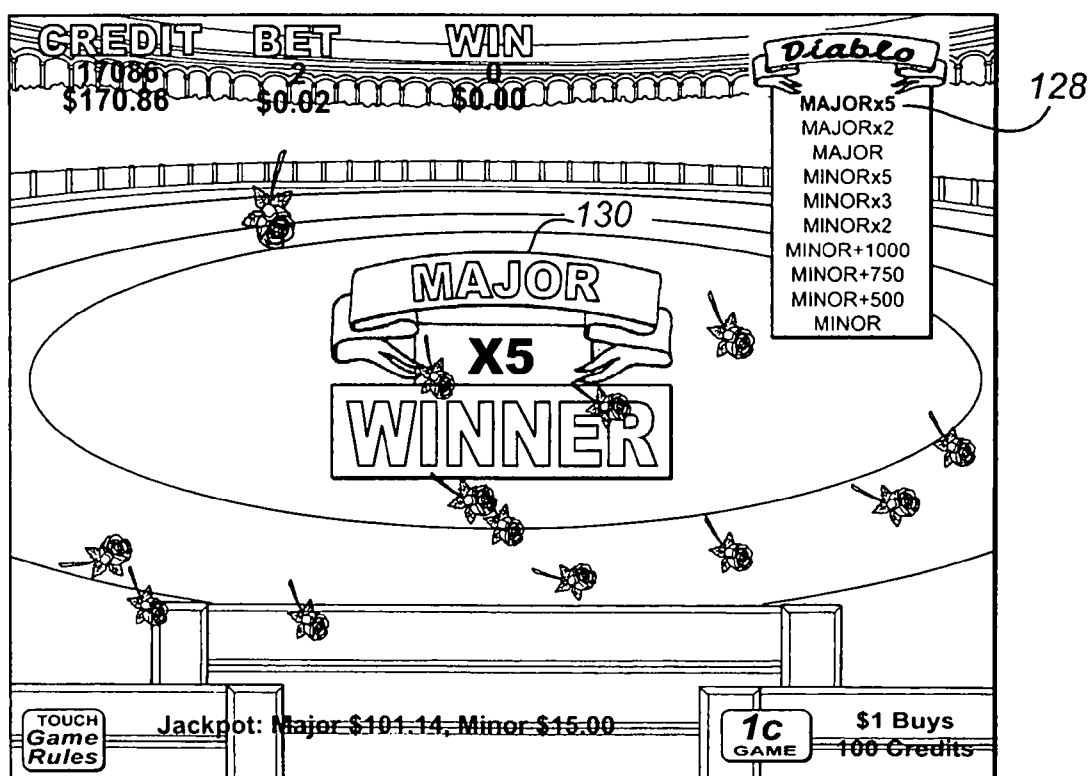 CREDIT BET WIN
17086 2 0
$170.86 $0.02 $0.00
Diablo
MAJORx5
MAJORx2
MAJOR
MINORx5
MINORx3
MINORx2
MINOR+1000
MINOR+750
MINOR+500
MINOR
128
130
MAJOR
X5
WINNER
TOUCH
Game
Rules
Jackpot: Major $101.14, Minor $15.00
1c
GAME
$1 Buys
100 Credits